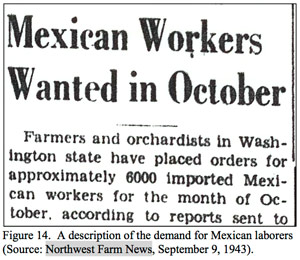 Mexican Workers
Wanted in October
Farmers and orchardists in Wash-
ington state have placed orders for
approximately 6000 imported Mexi-
can workers for the month of Oc-
tober, according to reports sent to
Figure 14.  A description of the demand for Mexican laborers
(Source: Northwest Farm News, September 9, 1943).